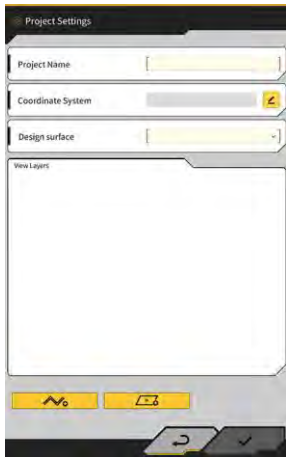 Project Settings
Project Name
Coordinate System
Design surface
View Layers